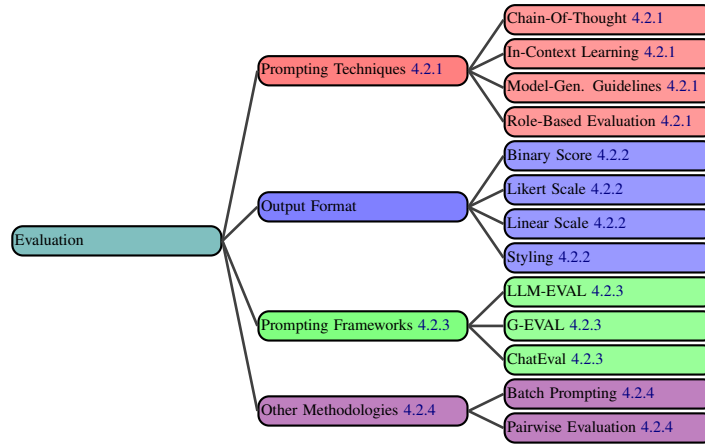 Evaluation
Prompting Techniques 4.2.1
Chain-Of-Thought 4.2.1
In-Context Learning 4.2.1
Model-Gen. Guidelines 4.2.1
Role-Based Evaluation 4.2.1
Output Format
Binary Score 4.2.2
Likert Scale 4.2.2
Linear Scale 4.2.2
Styling 4.2.2
Prompting Frameworks 4.2.3
LLM-EVAL 4.2.3
G-EVAL 4.2.3
ChatEval 4.2.3
Other Methodologies 4.2.4
Batch Prompting 4.2.4
Pairwise Evaluation 4.2.4